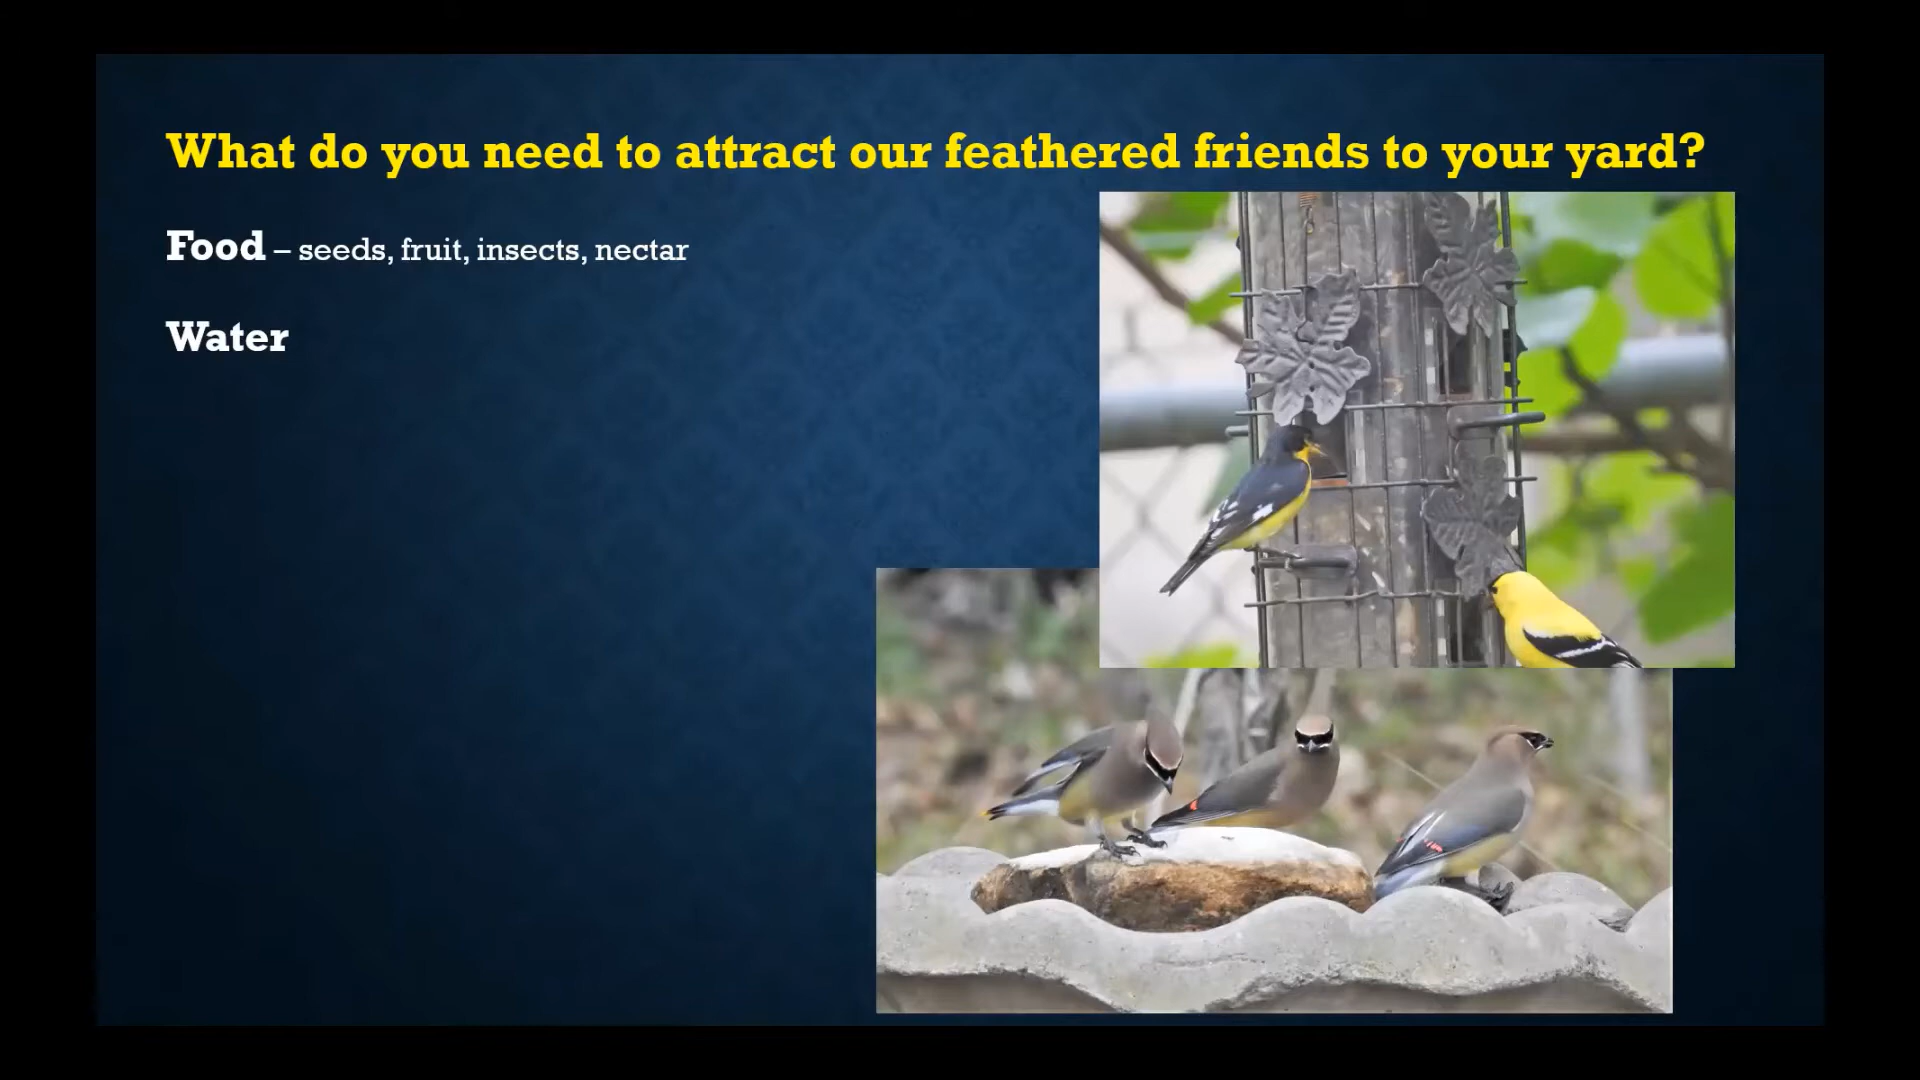 What do you need to attract our feathered friends to your yard?
Food – seeds, fruit, insects, nectar
Water